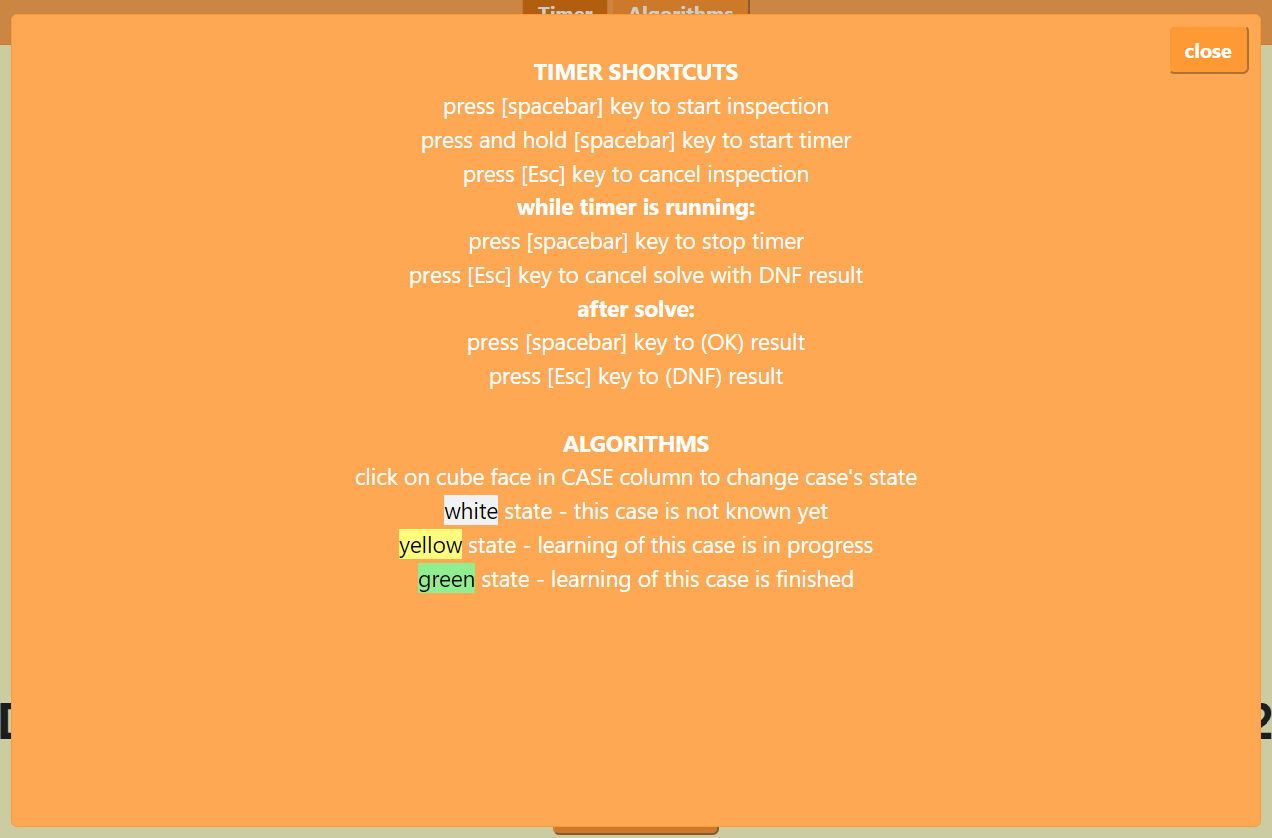 Timer Algorithms
close
TIMER SHORTCUTS
press [spacebar] key to start inspection
press and hold [spacebar] key to start timer
press [Esc] key to cancel inspection
while timer is running:
press [spacebar] key to stop timer
press [Esc] key to cancel solve with DNF result
after solve:
press [spacebar] key to (OK) result
press [Esc] key to (DNF) result
ALGORITHMS
click on cube face in CASE column to change case's state
white state - this case is not known yet
yellow state - learning of this case is in progress
green state - learning of this case is finished